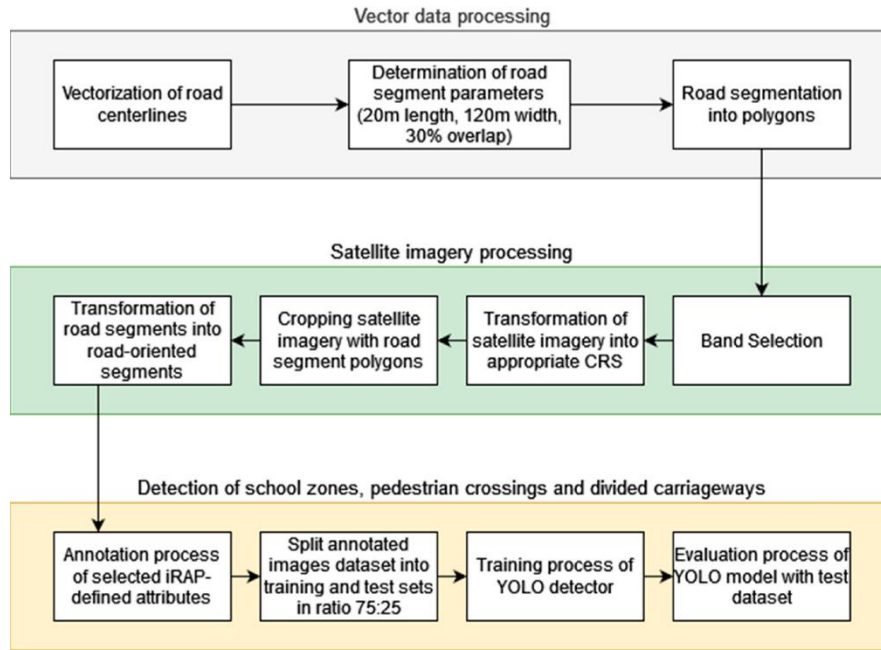 Vector data processing
Vectorization of road
centerlines
Determination of road
segment parameters
(20m length, 120m width,
30% overlap)
Road segmentation
into polygons
Satellite imagery processing
Transformation of
road segments into
road-oriented
segments
Cropping satellite
imagery with road
segment polygons
Transformation of
satellite imagery into
appropriate CRS
Band Selection
Detection of school zones, pedestrian crossings and divided carriageways
Annotation process
of selected iRAP-
defined attributes
Split annotated
images dataset into
training and test sets
in ratio 75:25
Training process of
YOLO detector
Evaluation process of
YOLO model with test
dataset